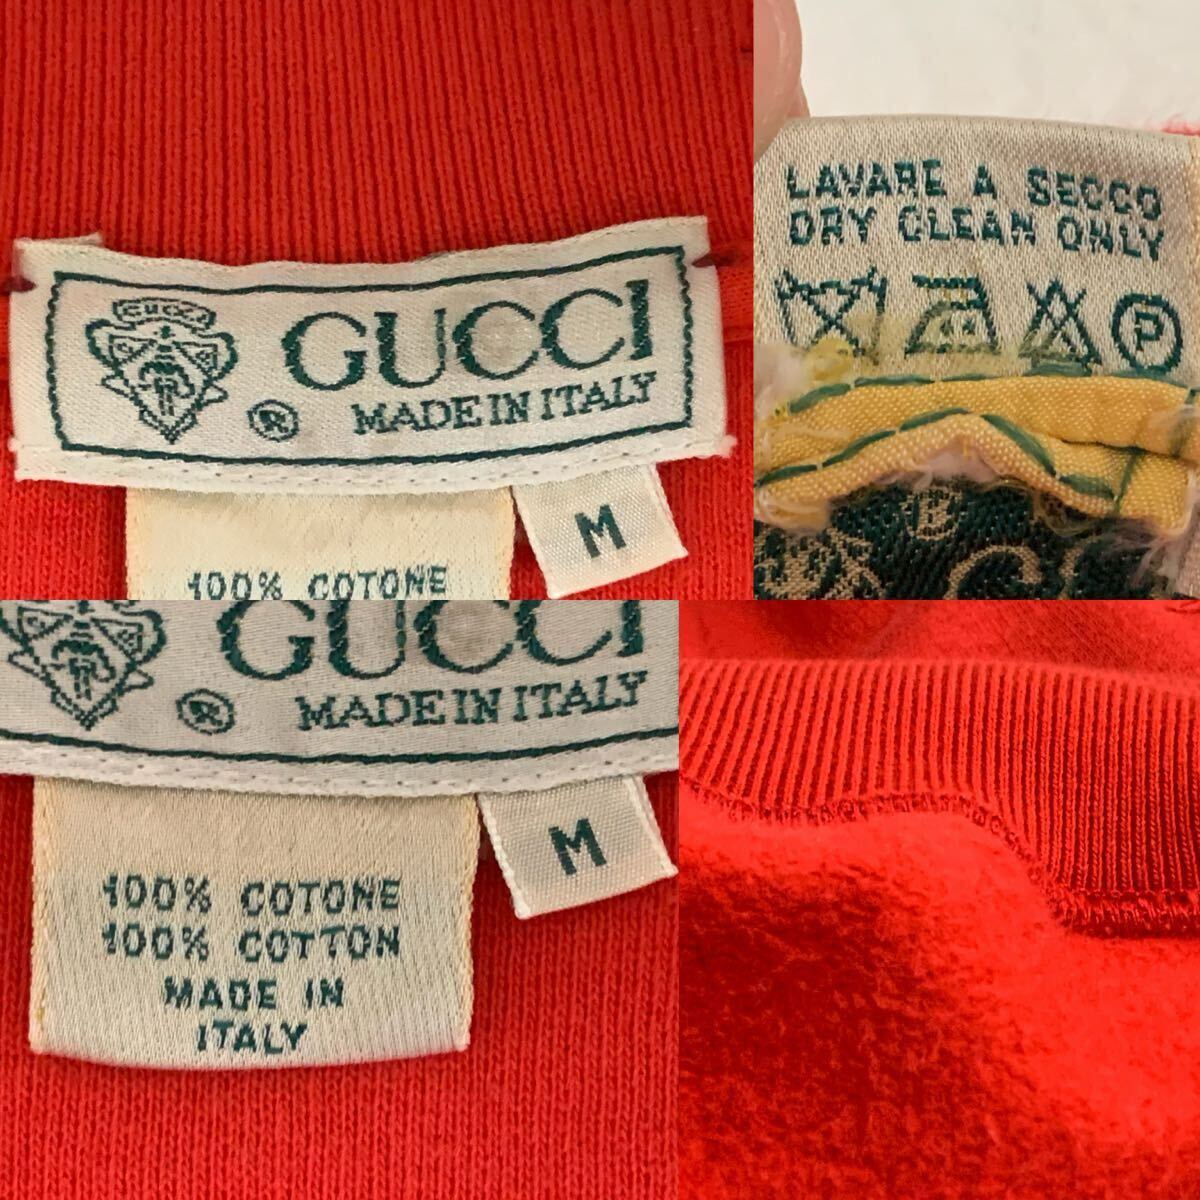 GUCCI
GUCCI
® MADE IN ITALY
M
100% COTONE
LAVARE A SECCO
DRY CLEAN ONLY
P
GUCCI
® MADE IN ITALY
M
100% COTONE
100% COTTON
MADE IN
ITALY